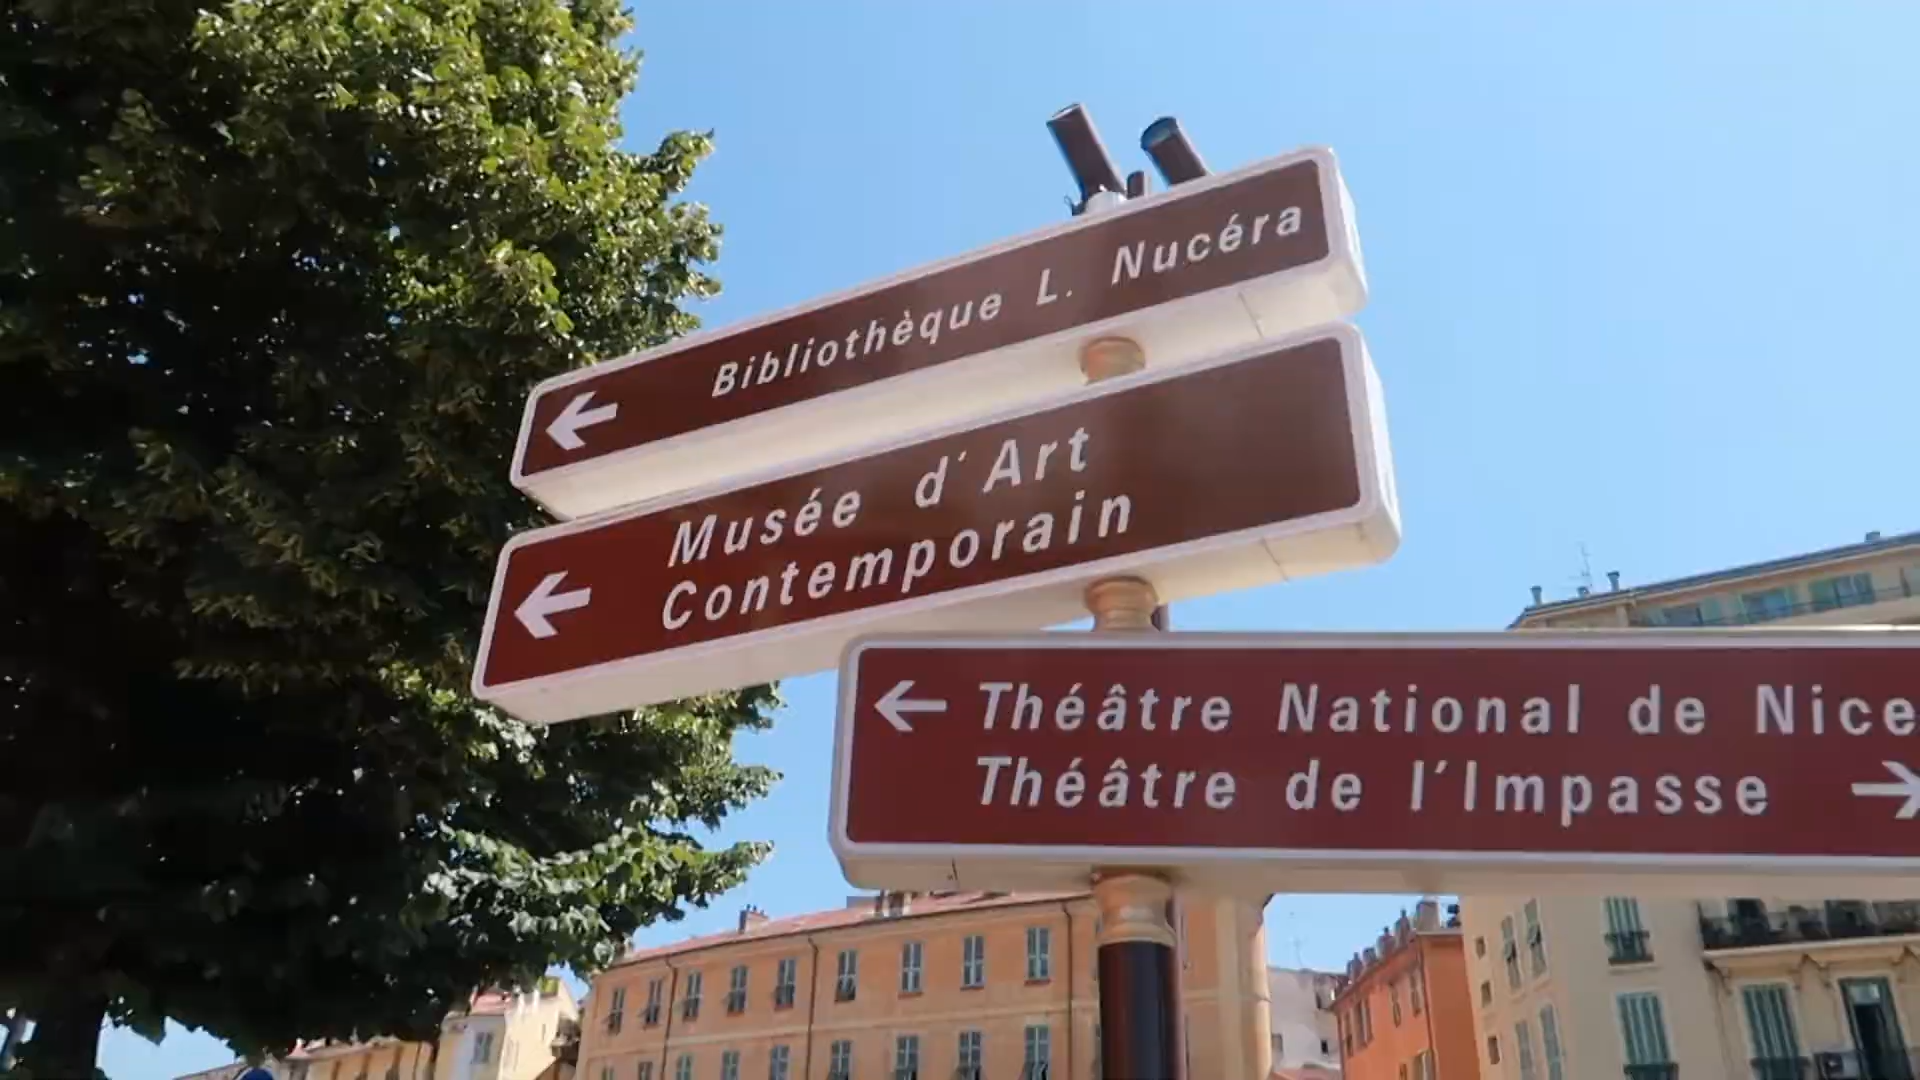 Bibliothèque L. Nucéra
Musée d'Art
Contemporain
Théâtre National de Nice
Théâtre de l'Impasse